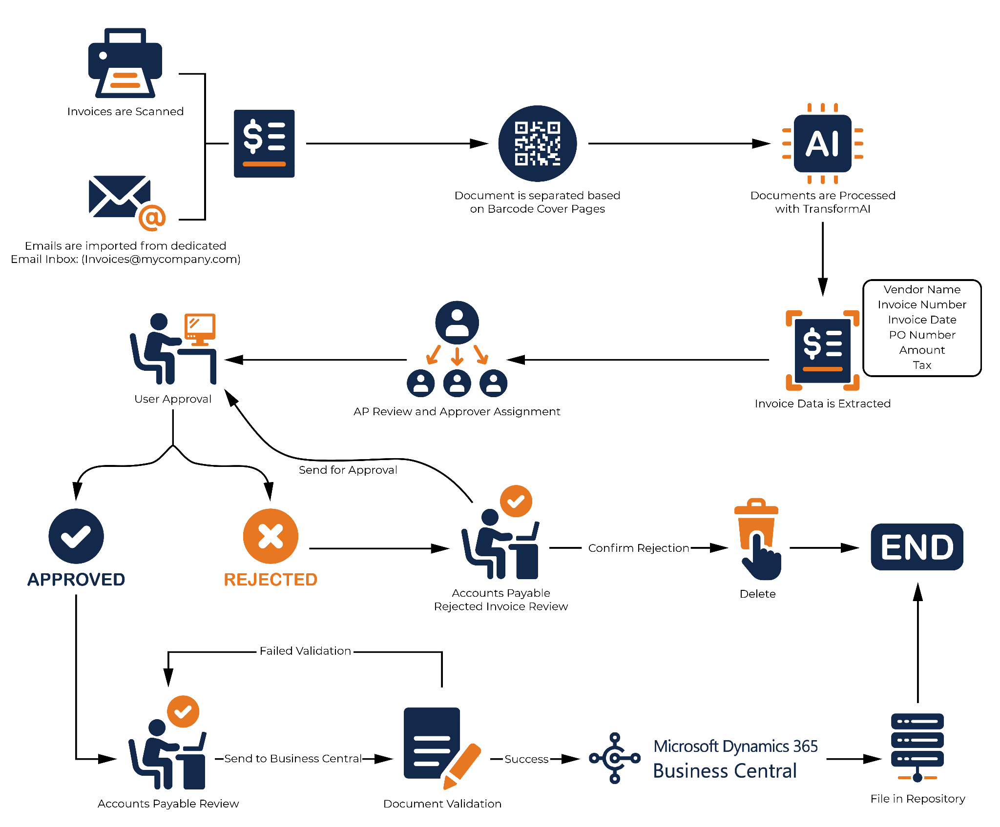 Invoices are Scanned
Emails are imported from dedicated
Email Inbox: (Invoices@mycompany.com)
$
Document is separated based
on Barcode Cover Pages
AI
Documents are Processed
with TransformAI
Vendor Name
Invoice Number
Invoice Date
PO Number
Amount
Tax
$
Invoice Data is Extracted
AP Review and Approver Assignment
User Approval
Send for Approval
APPROVED
REJECTED
Accounts Payable
Rejected Invoice Review
Confirm Rejection
Delete
END
Failed Validation
Accounts Payable Review
Send to Business Central
Document Validation
Success
Microsoft Dynamics 365
Business Central
File in Repository